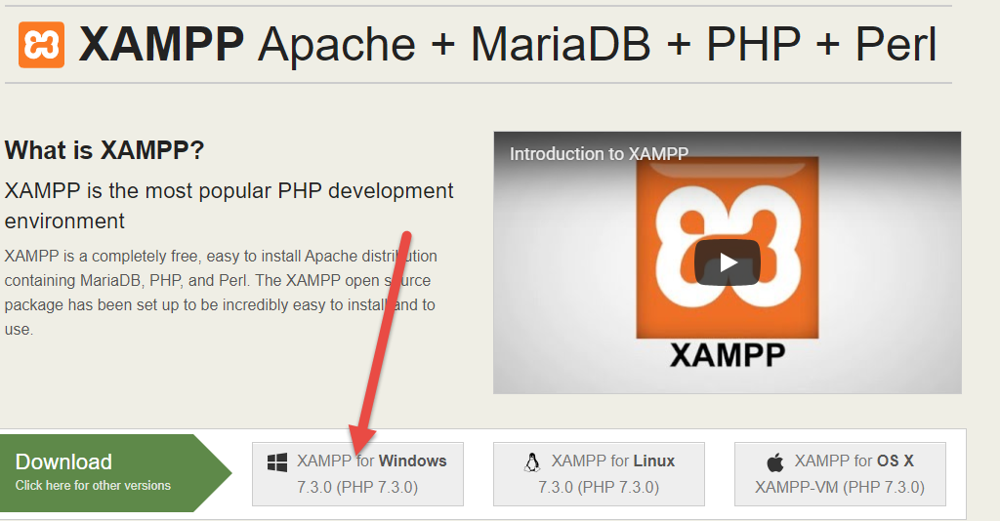 XAMPP Apache + MariaDB + PHP + Perl
What is XAMPP?
XAMPP is the most popular PHP development
environment
XAMPP is a completely free, easy to install Apache distribution
containing MariaDB, PHP, and Perl. The XAMPP open source
package has been set up to be incredibly easy to install and to
use.
Introduction to XAMPP
XAMPP
Download
Click here for other versions
XAMPP for Windows
7.3.0 (PHP 7.3.0)
XAMPP for Linux
7.3.0 (PHP 7.3.0)
XAMPP for OS X
XAMPP-VM (PHP 7.3.0)